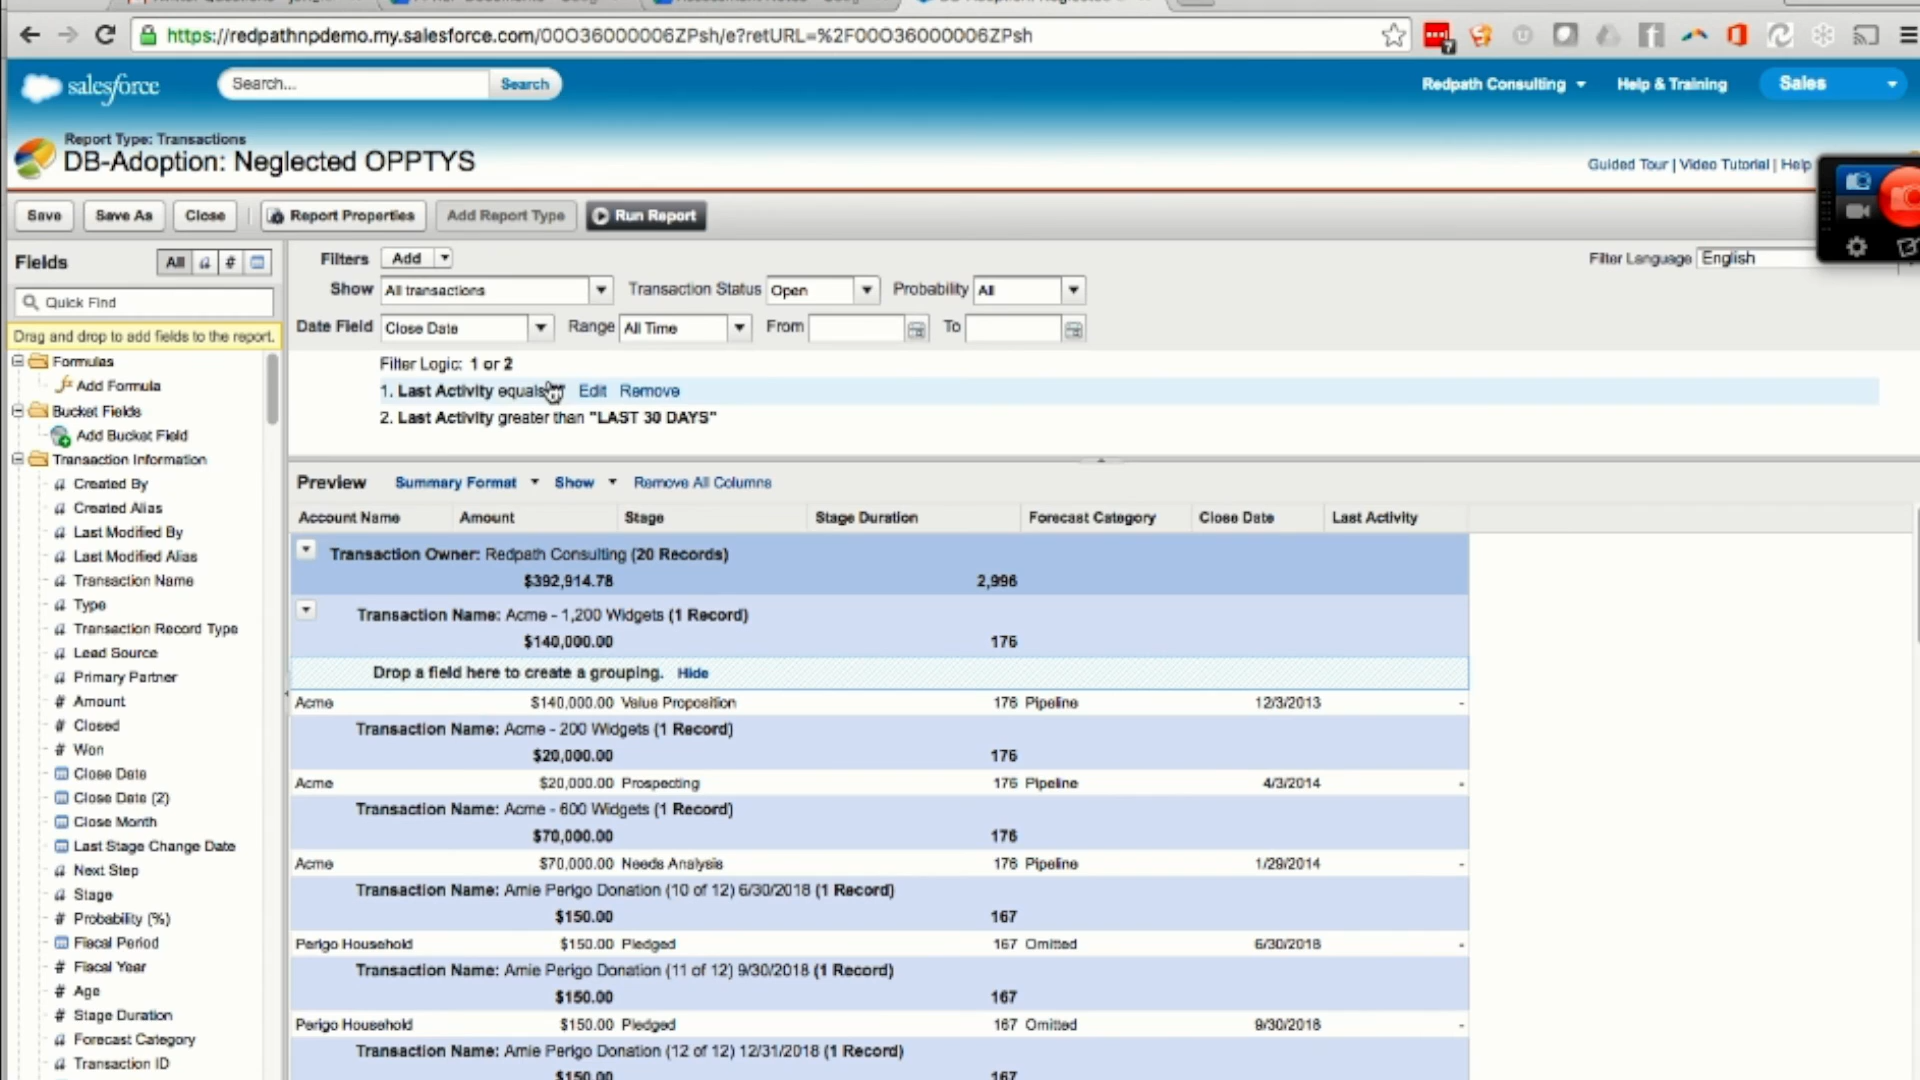 https://redpathnpdemo.my.salesforce.com/00O36000006ZPsh/e?retURL=%2F00O36000006ZPsh
7
salesforce
Search...
Search
Redpath Consulting
Help & Training
Sales
Report Type: Transactions
DB-Adoption: Neglected OPPTYS
Guided Tour | Video Tutorial | Help
Save
Save As
Close
Report Properties
Add Report Type
Run Report
Fields
All
a
#
Filters
Add
Filter Language
English
Show
All transactions
Transaction Status
Open
Probability
All
Quick Find
Date Field
Close Date
Range
All Time
From
To
Drag and drop to add fields to the report.
Filter Logic: 1 or 2
1. Last Activity equals
Edit
Remove
2. Last Activity greater than "LAST 30 DAYS"
Formulas
Add Formula
Bucket Fields
Add Bucket Field
Transaction Information
a Created By
a Created Alias
a Last Modified By
a Last Modified Alias
a Transaction Name
a Type
a Transaction Record Type
a Lead Source
a Primary Partner
# Amount
# Closed
# Won
Close Date
Close Date (2)
Close Month
Last Stage Change Date
a Next Step
a Stage
# Probability (%)
Fiscal Period
# Fiscal Year
# Age
# Stage Duration
a Forecast Category
a Transaction ID
Preview
Summary Format
Show
Remove All Columns
Account Name
Amount
Stage
Stage Duration
Forecast Category
Close Date
Last Activity
Transaction Owner: Redpath Consulting (20 Records)
$392,914.78 2,996
Transaction Name: Acme - 1,200 Widgets (1 Record)
$140,000.00 176
Drop a field here to create a grouping. Hide
Acme $140,000.00 Value Proposition 176 Pipeline 12/3/2013 -
Transaction Name: Acme - 200 Widgets (1 Record)
$20,000.00 176
Acme $20,000.00 Prospecting 176 Pipeline 4/3/2014 -
Transaction Name: Acme - 600 Widgets (1 Record)
$70,000.00 176
Acme $70,000.00 Needs Analysis 176 Pipeline 1/29/2014 -
Transaction Name: Amie Perigo Donation (10 of 12) 6/30/2018 (1 Record)
$150.00 167
Perigo Household $150.00 Pledged 167 Omitted 6/30/2018 -
Transaction Name: Amie Perigo Donation (11 of 12) 9/30/2018 (1 Record)
$150.00 167
Perigo Household $150.00 Pledged 167 Omitted 9/30/2018 -
Transaction Name: Amie Perigo Donation (12 of 12) 12/31/2018 (1 Record)
$150.00 167